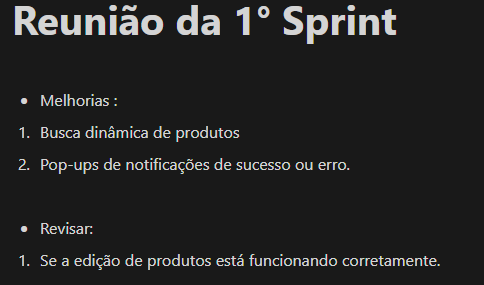 Reunião da 1° Sprint
• Melhorias :
1. Busca dinâmica de produtos
2. Pop-ups de notificações de sucesso ou erro.
• Revisar:
1. Se a edição de produtos está funcionando corretamente.